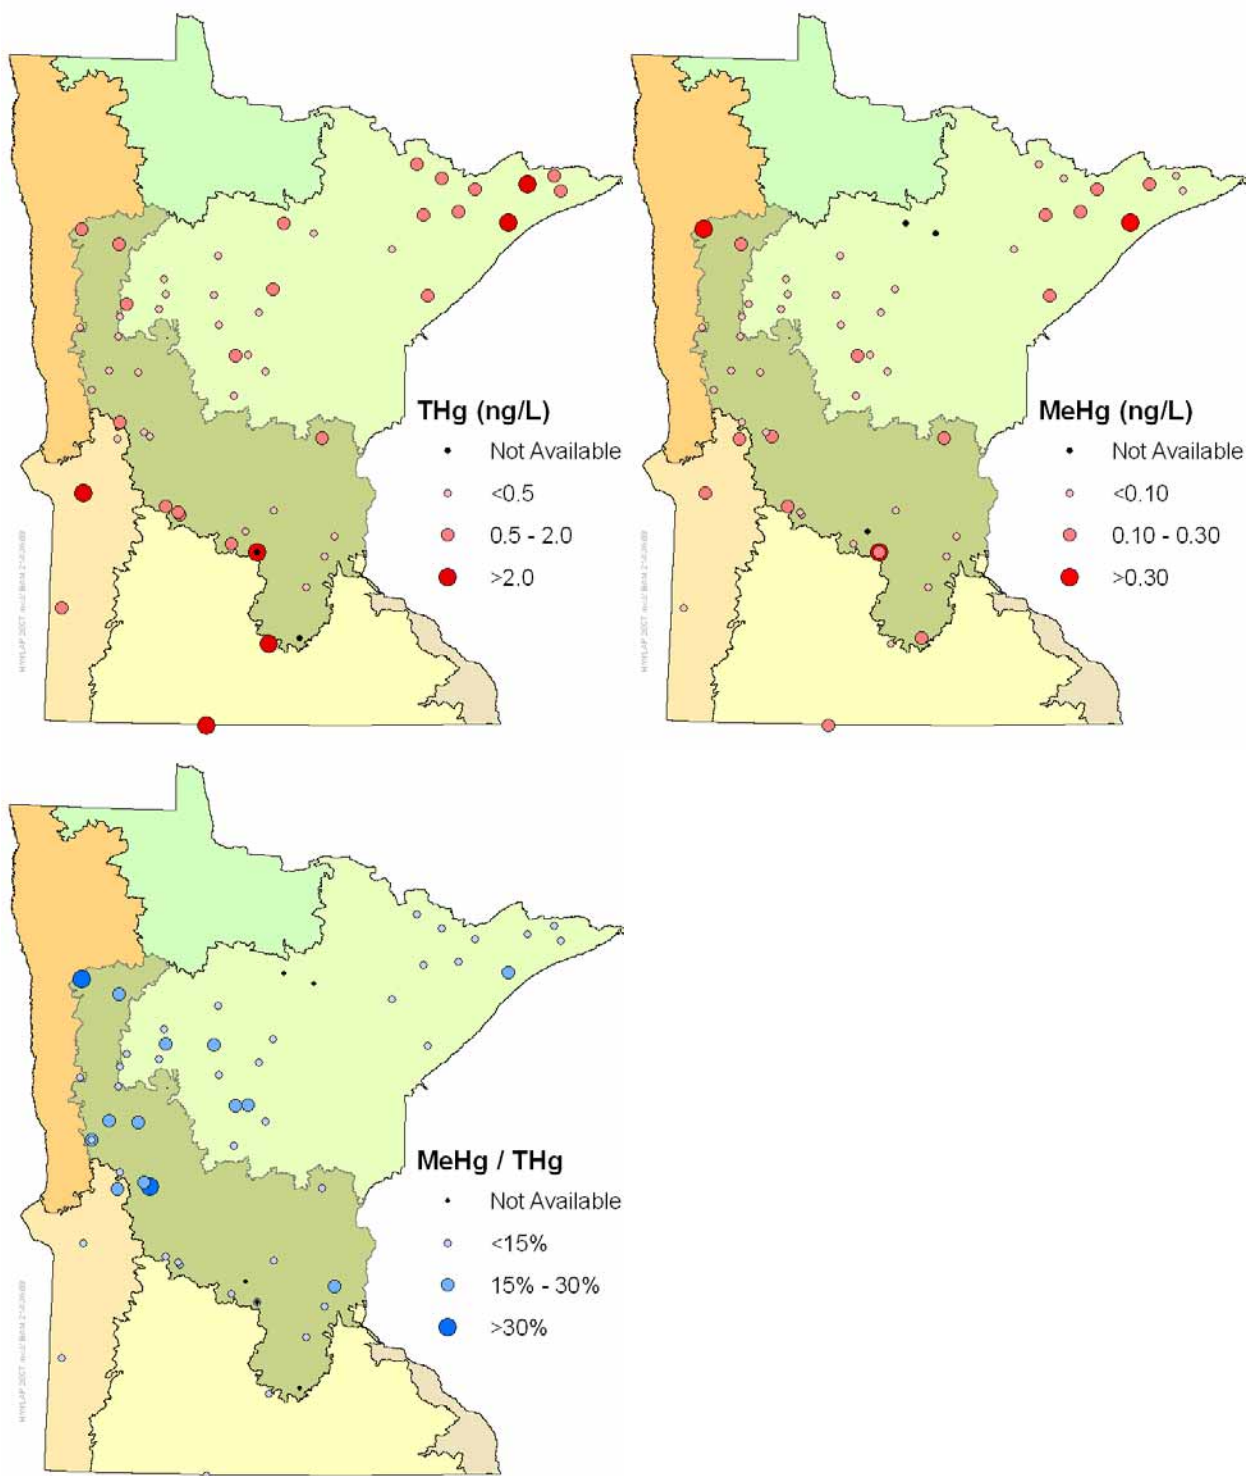 THg (ng/L)
Not Available
<0.5
0.5 - 2.0
>2.0
MeHg (ng/L)
Not Available
<0.10
0.10 - 0.30
>0.30
MeHg / THg
Not Available
<15%
15% - 30%
>30%